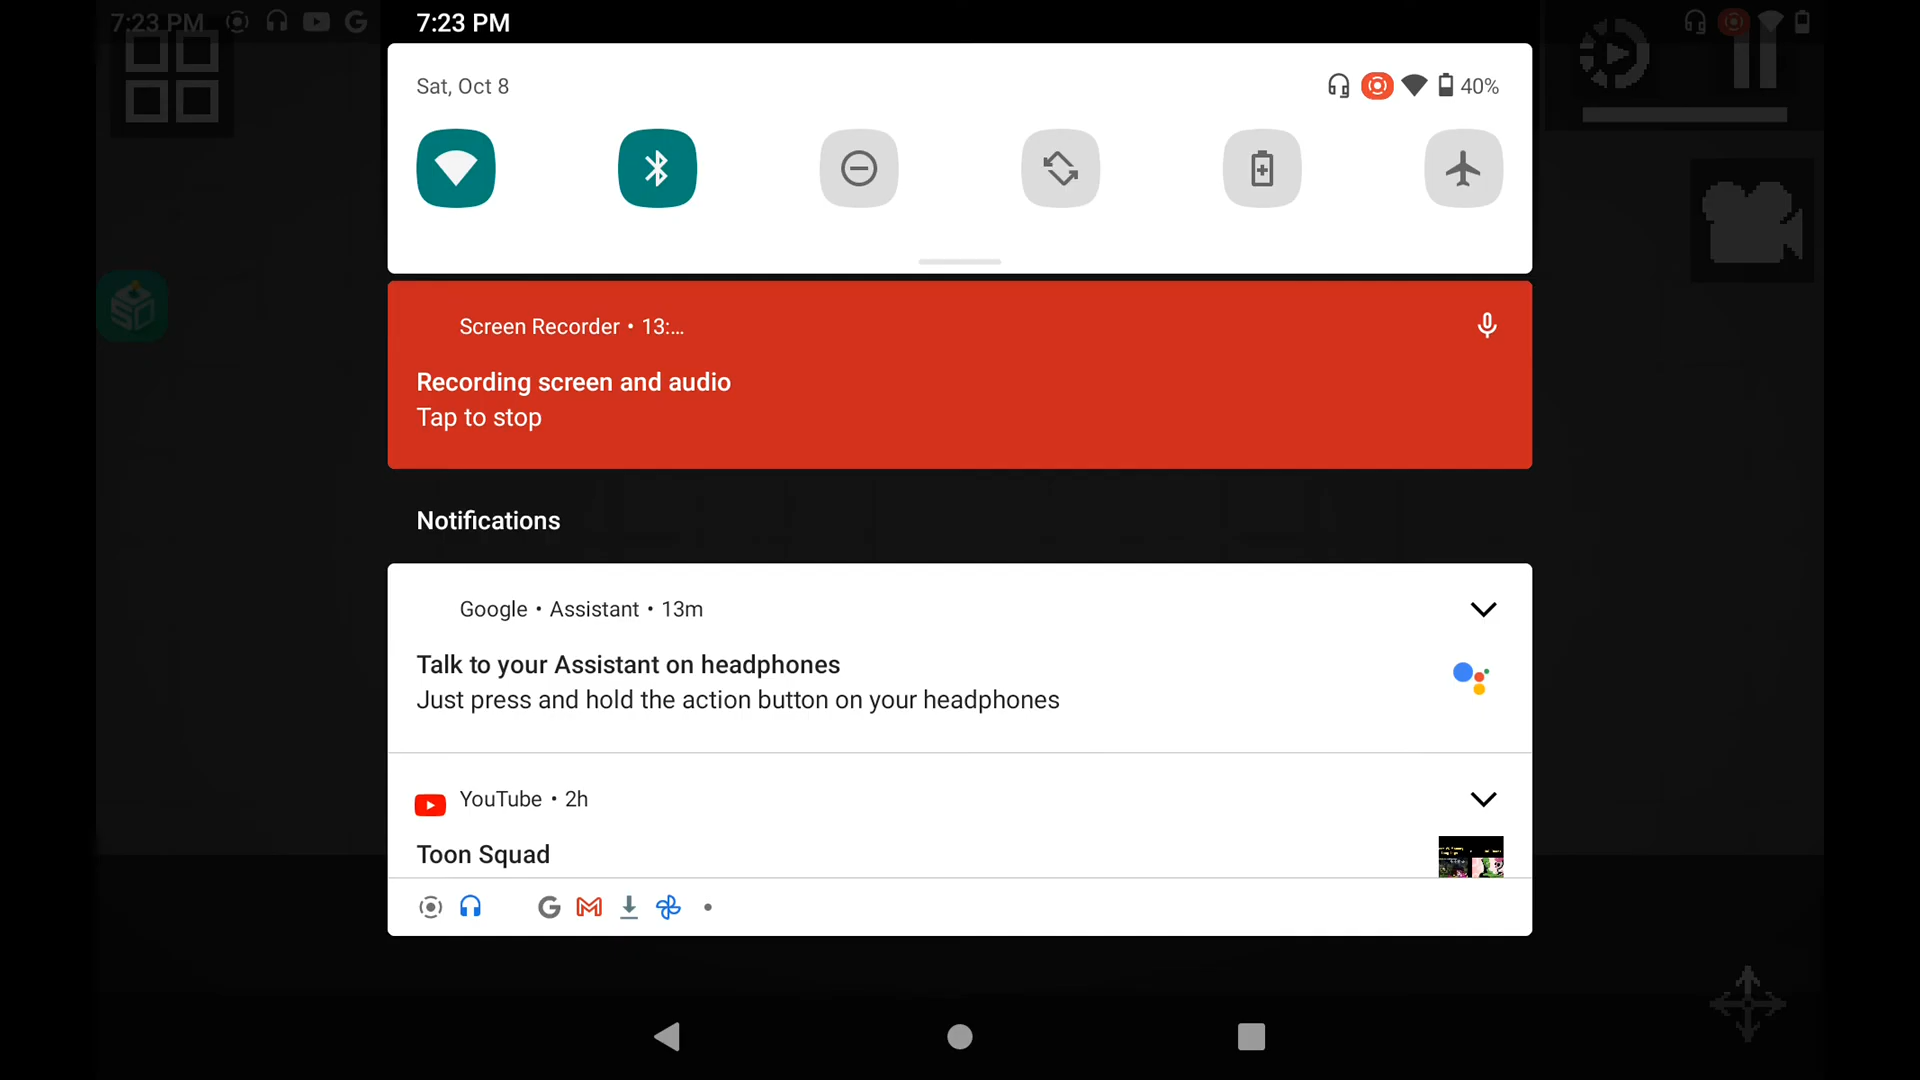 7:23 PM
7:23 PM
Sat, Oct 8
40%
Screen Recorder • 13:...
Recording screen and audio
Tap to stop
Notifications
Google • Assistant • 13m
Talk to your Assistant on headphones
Just press and hold the action button on your headphones
YouTube • 2h
Toon Squad